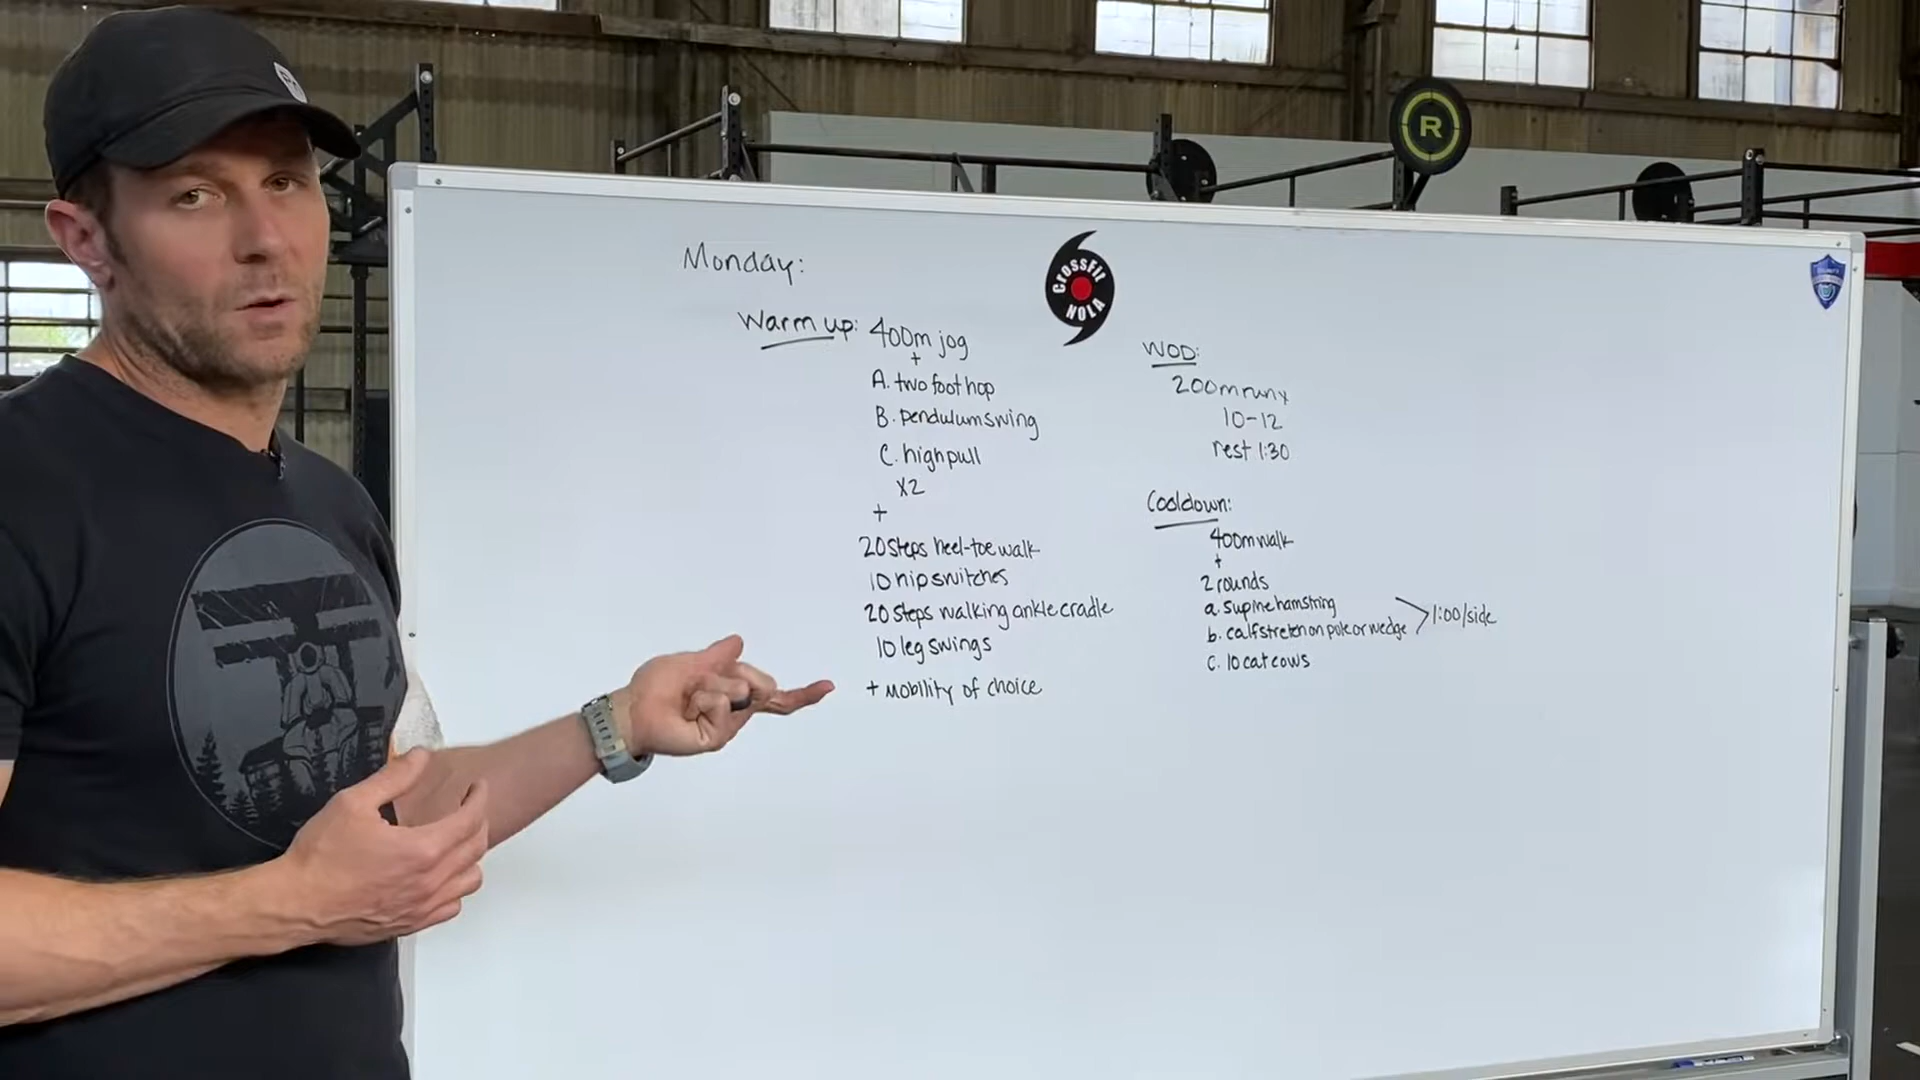 Monday:
Warm up: 400m jog
+
A. two foot hop
B. pendulum swing
C. high pull
X2
+
20 steps heel-toe walk
10 hip switches
20 steps walking ankle cradle
10 leg swings
+ mobility of choice
CrossFit
NOLA
WOD:
200m run x
10-12
rest 1:30
Cooldown:
400m walk
+
2 rounds
a. supine hamstring
b. calf stretch on pole or wedge > 1:00/side
c. 10 cat cows
R